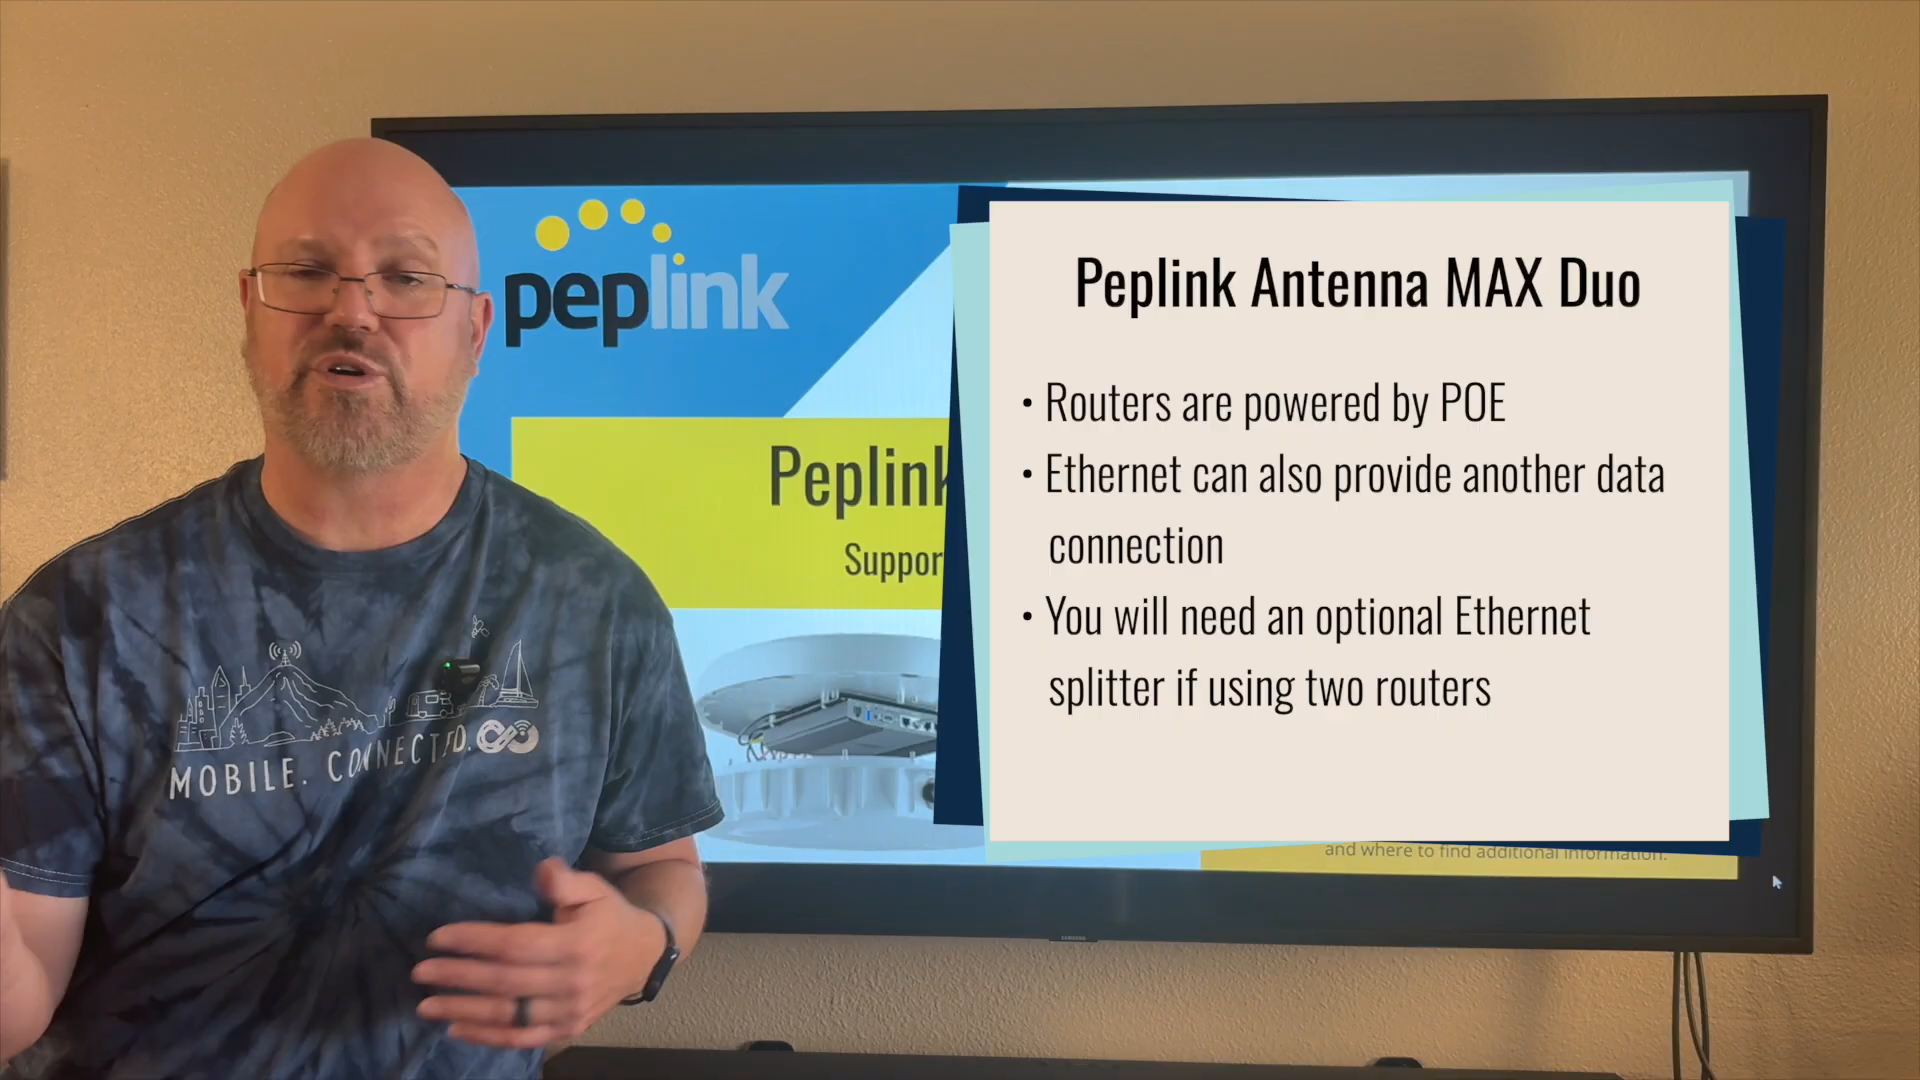 peplink
Peplink
Suppor
Peplink Antenna MAX Duo
• Routers are powered by POE
• Ethernet can also provide another data
connection
• You will need an optional Ethernet
splitter if using two routers
and where to find additional information.
MOBILE. CONNECTED.
SAMSUNG